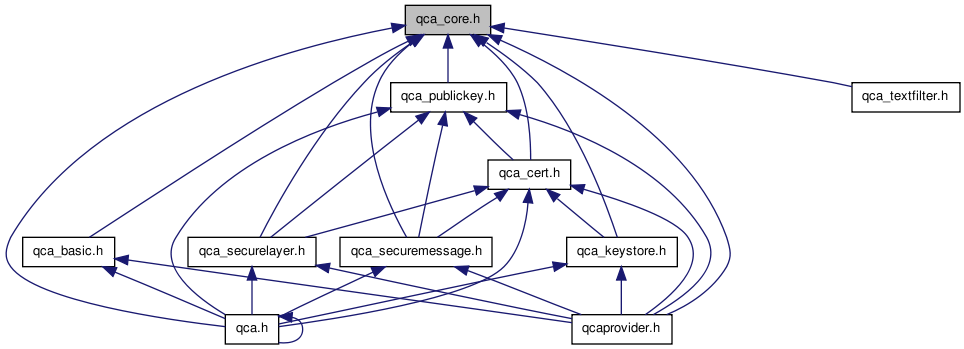 qca_core.h
qca_publickey.h
qca_textfilter.h
qca_cert.h
qca_basic.h
qca_securelayer.h
qca_securemessage.h
qca_keystore.h
qca.h
qcaprovider.h